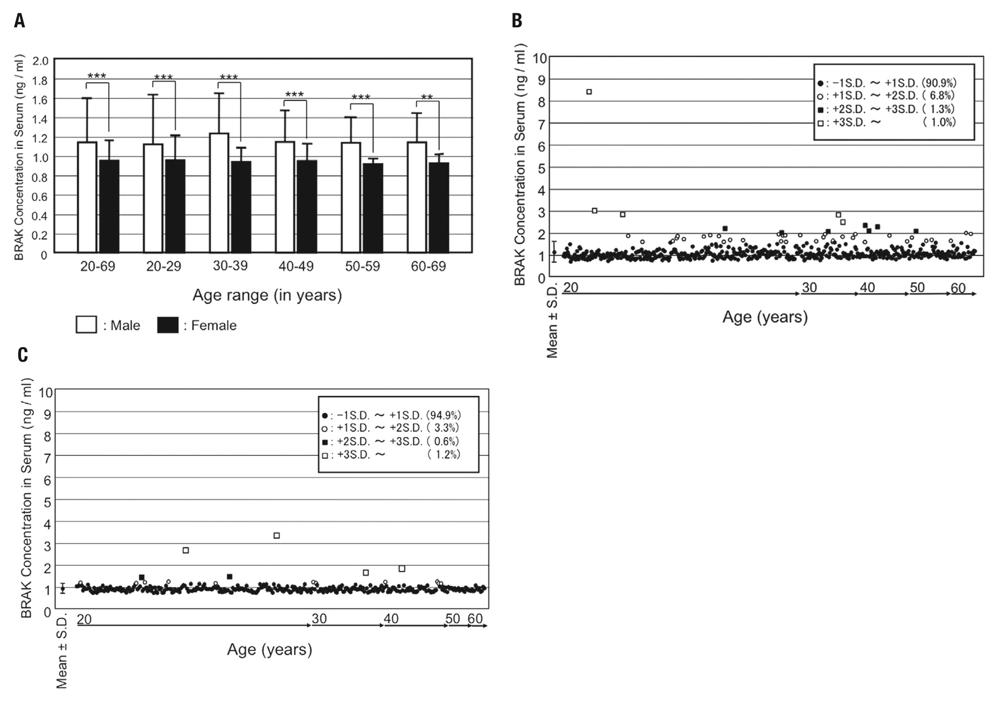 A
BRAK Concentration in Serum (ng / ml)
2.0
1.8
1.6
1.4
1.2
1.0
0.8
0.6
0.4
0.2
0
***
***
***
***
***
**
20-69
20-29
30-39
40-49
50-59
60-69
Age range (in years)
: Male
: Female
B
BRAK Concentration in Serum (ng / ml)
10
9
8
7
6
5
4
3
2
1
0
: −1S.D. ～ +1S.D. (90.9%)
: +1S.D. ～ +2S.D. ( 6.8%)
: +2S.D. ～ +3S.D. ( 1.3%)
: +3S.D. ～ ( 1.0%)
Mean ± S.D.
20
30
40
50
60
Age (years)
C
BRAK Concentration in Serum (ng / ml)
10
9
8
7
6
5
4
3
2
1
0
: −1S.D. ～ +1S.D. (94.9%)
: +1S.D. ～ +2S.D. ( 3.3%)
: +2S.D. ～ +3S.D. ( 0.6%)
: +3S.D. ～ ( 1.2%)
Mean ± S.D.
20
30
40
50
60
Age (years)